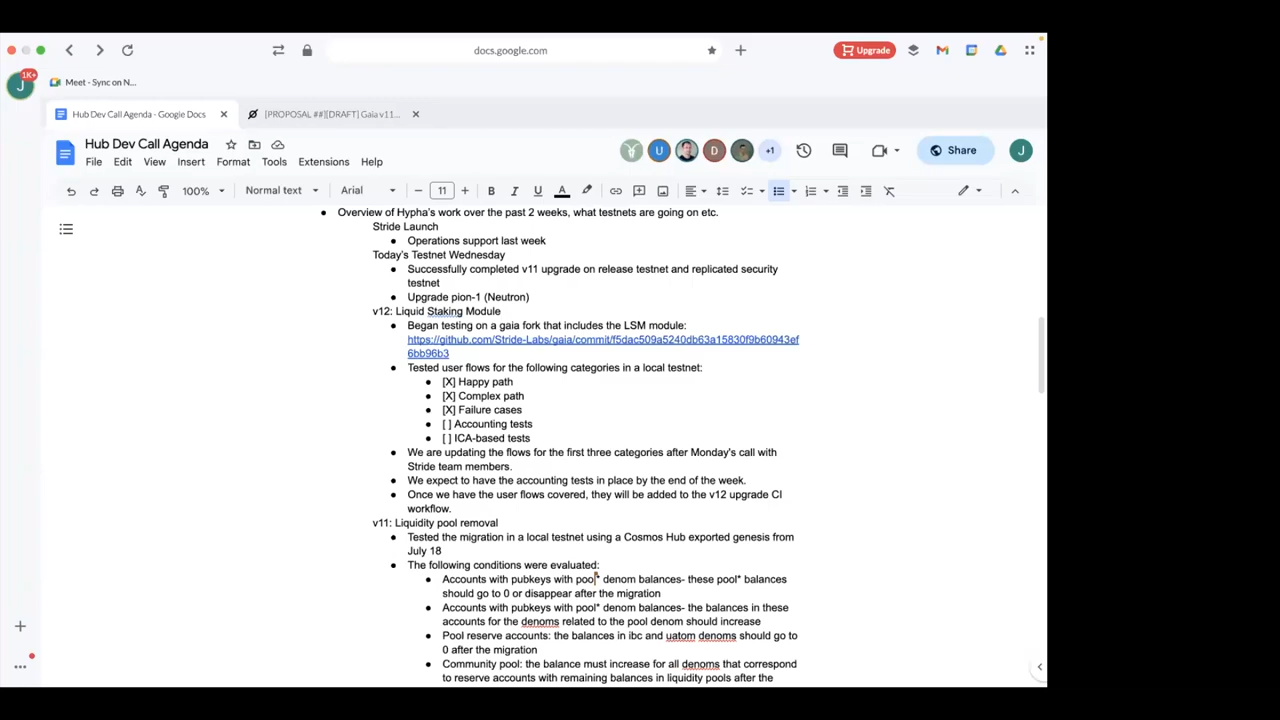 docs.google.com
Upgrade
1K+
J
Meet - Sync on N...
Hub Dev Call Agenda - Google Docs
[PROPOSAL ##][DRAFT] Gaia v11...
Hub Dev Call Agenda
U
D
+1
Share
J
File Edit View Insert Format Tools Extensions Help
100% Normal text Arial 11 B I U A
Overview of Hypha's work over the past 2 weeks, what testnets are going on etc.
Stride Launch
Operations support last week
Today's Testnet Wednesday
Successfully completed v11 upgrade on release testnet and replicated security
testnet
Upgrade pion-1 (Neutron)
v12: Liquid Staking Module
Began testing on a gaia fork that includes the LSM module:
https://github.com/Stride-Labs/gaia/commit/f5dac509a5240db63a15830f9b60943ef
6bb96b3
Tested user flows for the following categories in a local testnet:
[X] Happy path
[X] Complex path
[X] Failure cases
[ ] Accounting tests
[ ] ICA-based tests
We are updating the flows for the first three categories after Monday's call with
Stride team members.
We expect to have the accounting tests in place by the end of the week.
Once we have the user flows covered, they will be added to the v12 upgrade CI
workflow.
v11: Liquidity pool removal
Tested the migration in a local testnet using a Cosmos Hub exported genesis from
July 18
The following conditions were evaluated:
Accounts with pubkeys with pool* denom balances- these pool* balances
should go to 0 or disappear after the migration
Accounts with pubkeys with pool* denom balances- the balances in these
accounts for the denoms related to the pool denom should increase
Pool reserve accounts: the balances in ibc and uatom denoms should go to
0 after the migration
Community pool: the balance must increase for all denoms that correspond
to reserve accounts with remaining balances in liquidity pools after the